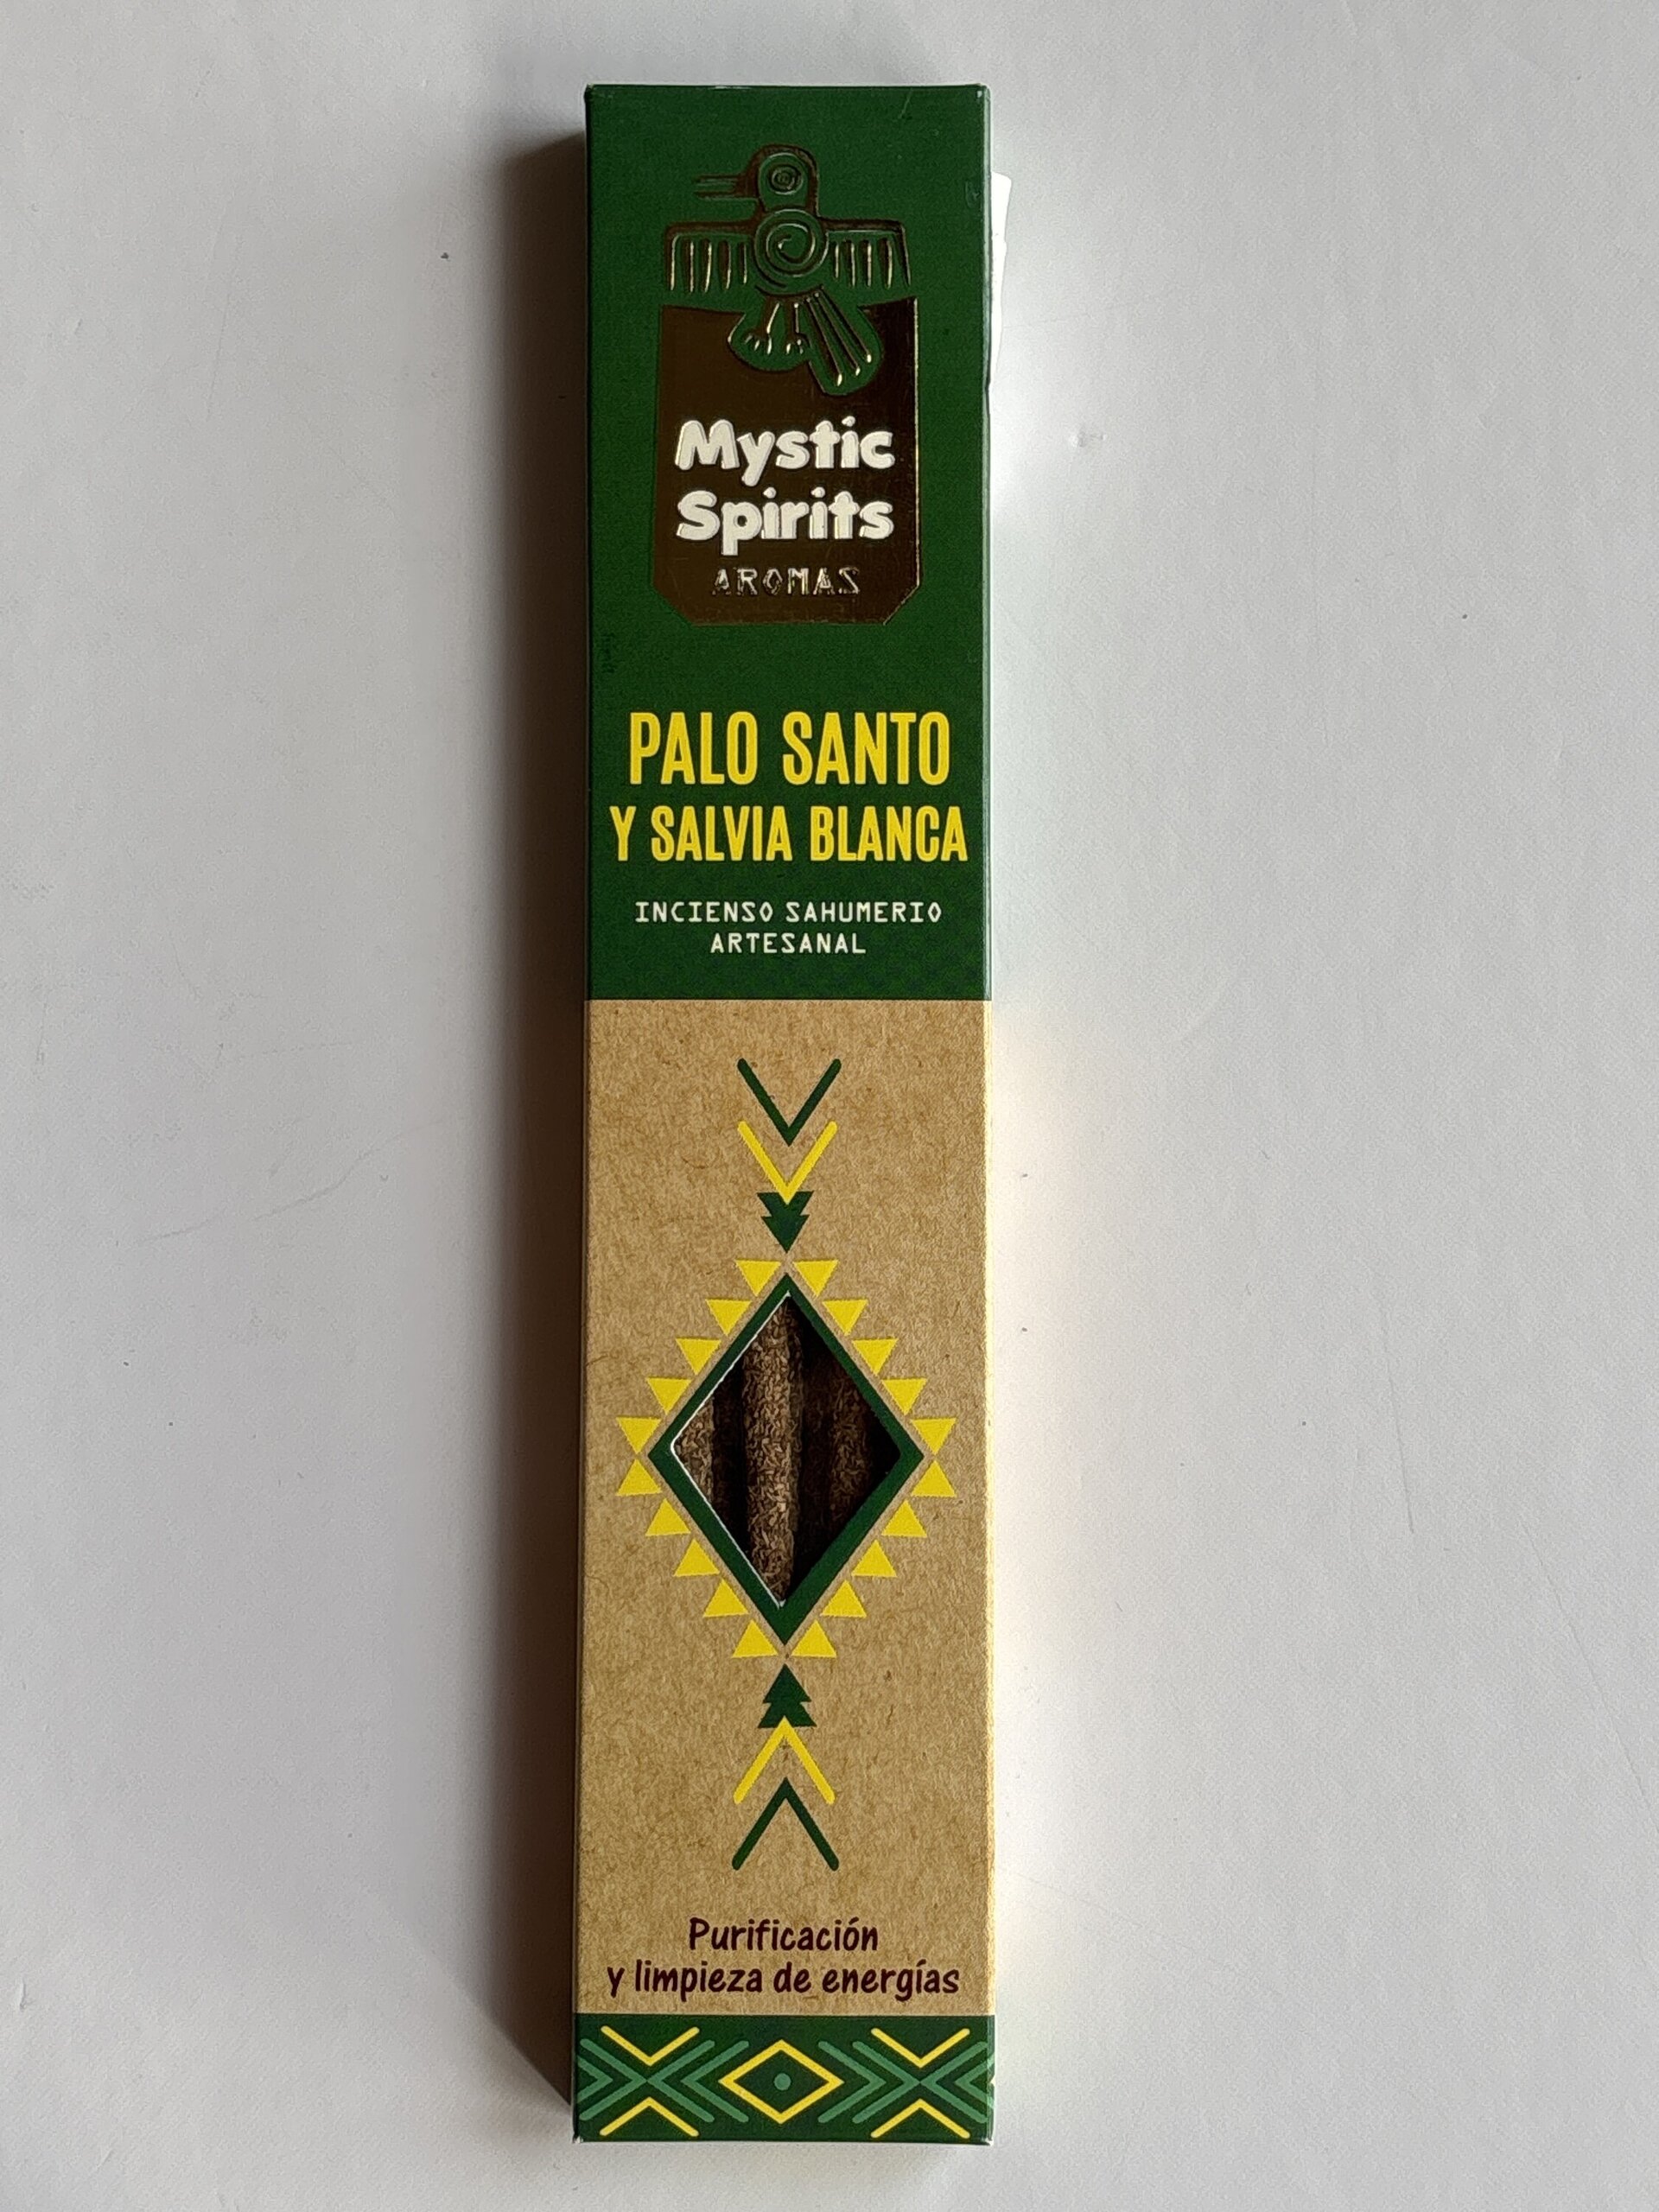 Mystic
Spirits
AROMAS
PALO SANTO
Y SALVIA BLANCA
INCIENSO SAHUMERIO
ARTESANAL
Purificación
y limpieza de energías